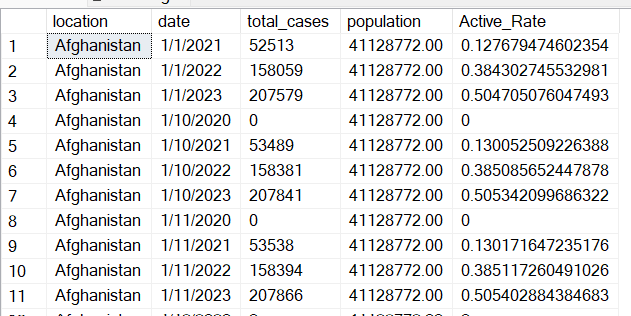 location date total_cases population Active_Rate
1 Afghanistan 1/1/2021 52513 41128772.00 0.127679474602354
2 Afghanistan 1/1/2022 158059 41128772.00 0.384302745532981
3 Afghanistan 1/1/2023 207579 41128772.00 0.504705076047493
4 Afghanistan 1/10/2020 0 41128772.00 0
5 Afghanistan 1/10/2021 53489 41128772.00 0.130052509226388
6 Afghanistan 1/10/2022 158381 41128772.00 0.385085652447878
7 Afghanistan 1/10/2023 207841 41128772.00 0.505342099686322
8 Afghanistan 1/11/2020 0 41128772.00 0
9 Afghanistan 1/11/2021 53538 41128772.00 0.130171647235176
10 Afghanistan 1/11/2022 158394 41128772.00 0.385117260491026
11 Afghanistan 1/11/2023 207866 41128772.00 0.505402884384683